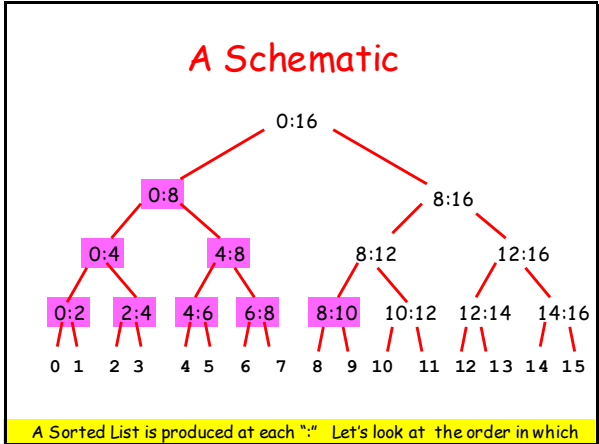 A Schematic
0:16
0:8 8:16
0:4 4:8 8:12 12:16
0:2 2:4 4:6 6:8 8:10 10:12 12:14 14:16
0 1 2 3 4 5 6 7 8 9 10 11 12 13 14 15
A Sorted List is produced at each “:” Let’s look at the order in which